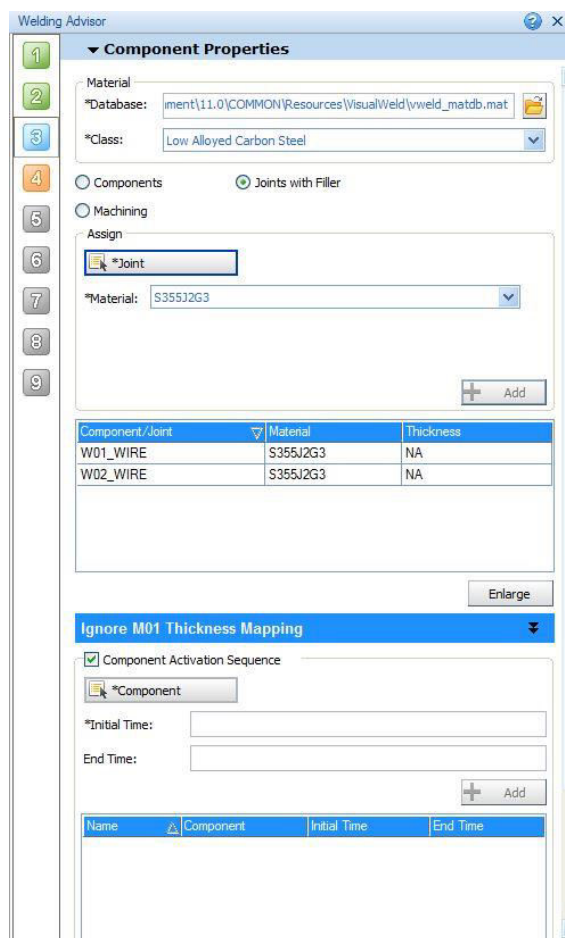 Welding Advisor
Component Properties
1
2
3
4
5
6
7
8
9
Material
*Database: ment\11.0\COMMON\Resources\VisualWeld\vweld_matdb.mat
*Class: Low Alloyed Carbon Steel
Components Joints with Filler
Machining
Assign
*Joint
*Material: S355J2G3
Add
Component/Joint Material Thickness
W01_WIRE S355J2G3 NA
W02_WIRE S355J2G3 NA
Enlarge
Ignore M01 Thickness Mapping
Component Activation Sequence
*Component
*Initial Time:
End Time:
Add
Name Component Initial Time End Time